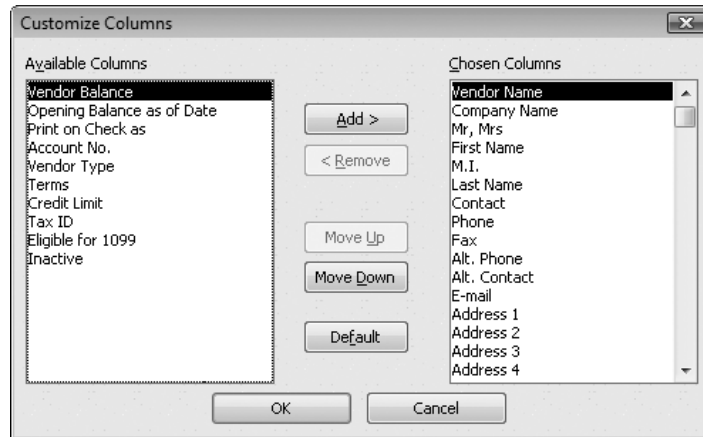 Customize Columns
Available Columns
Vendor Balance
Opening Balance as of Date
Print on Check as
Account No.
Vendor Type
Terms
Credit Limit
Tax ID
Eligible for 1099
Inactive
Add >
< Remove
Move Up
Move Down
Default
Chosen Columns
Vendor Name
Company Name
Mr, Mrs
First Name
M.I.
Last Name
Contact
Phone
Fax
Alt. Phone
Alt. Contact
E-mail
Address 1
Address 2
Address 3
Address 4
OK
Cancel